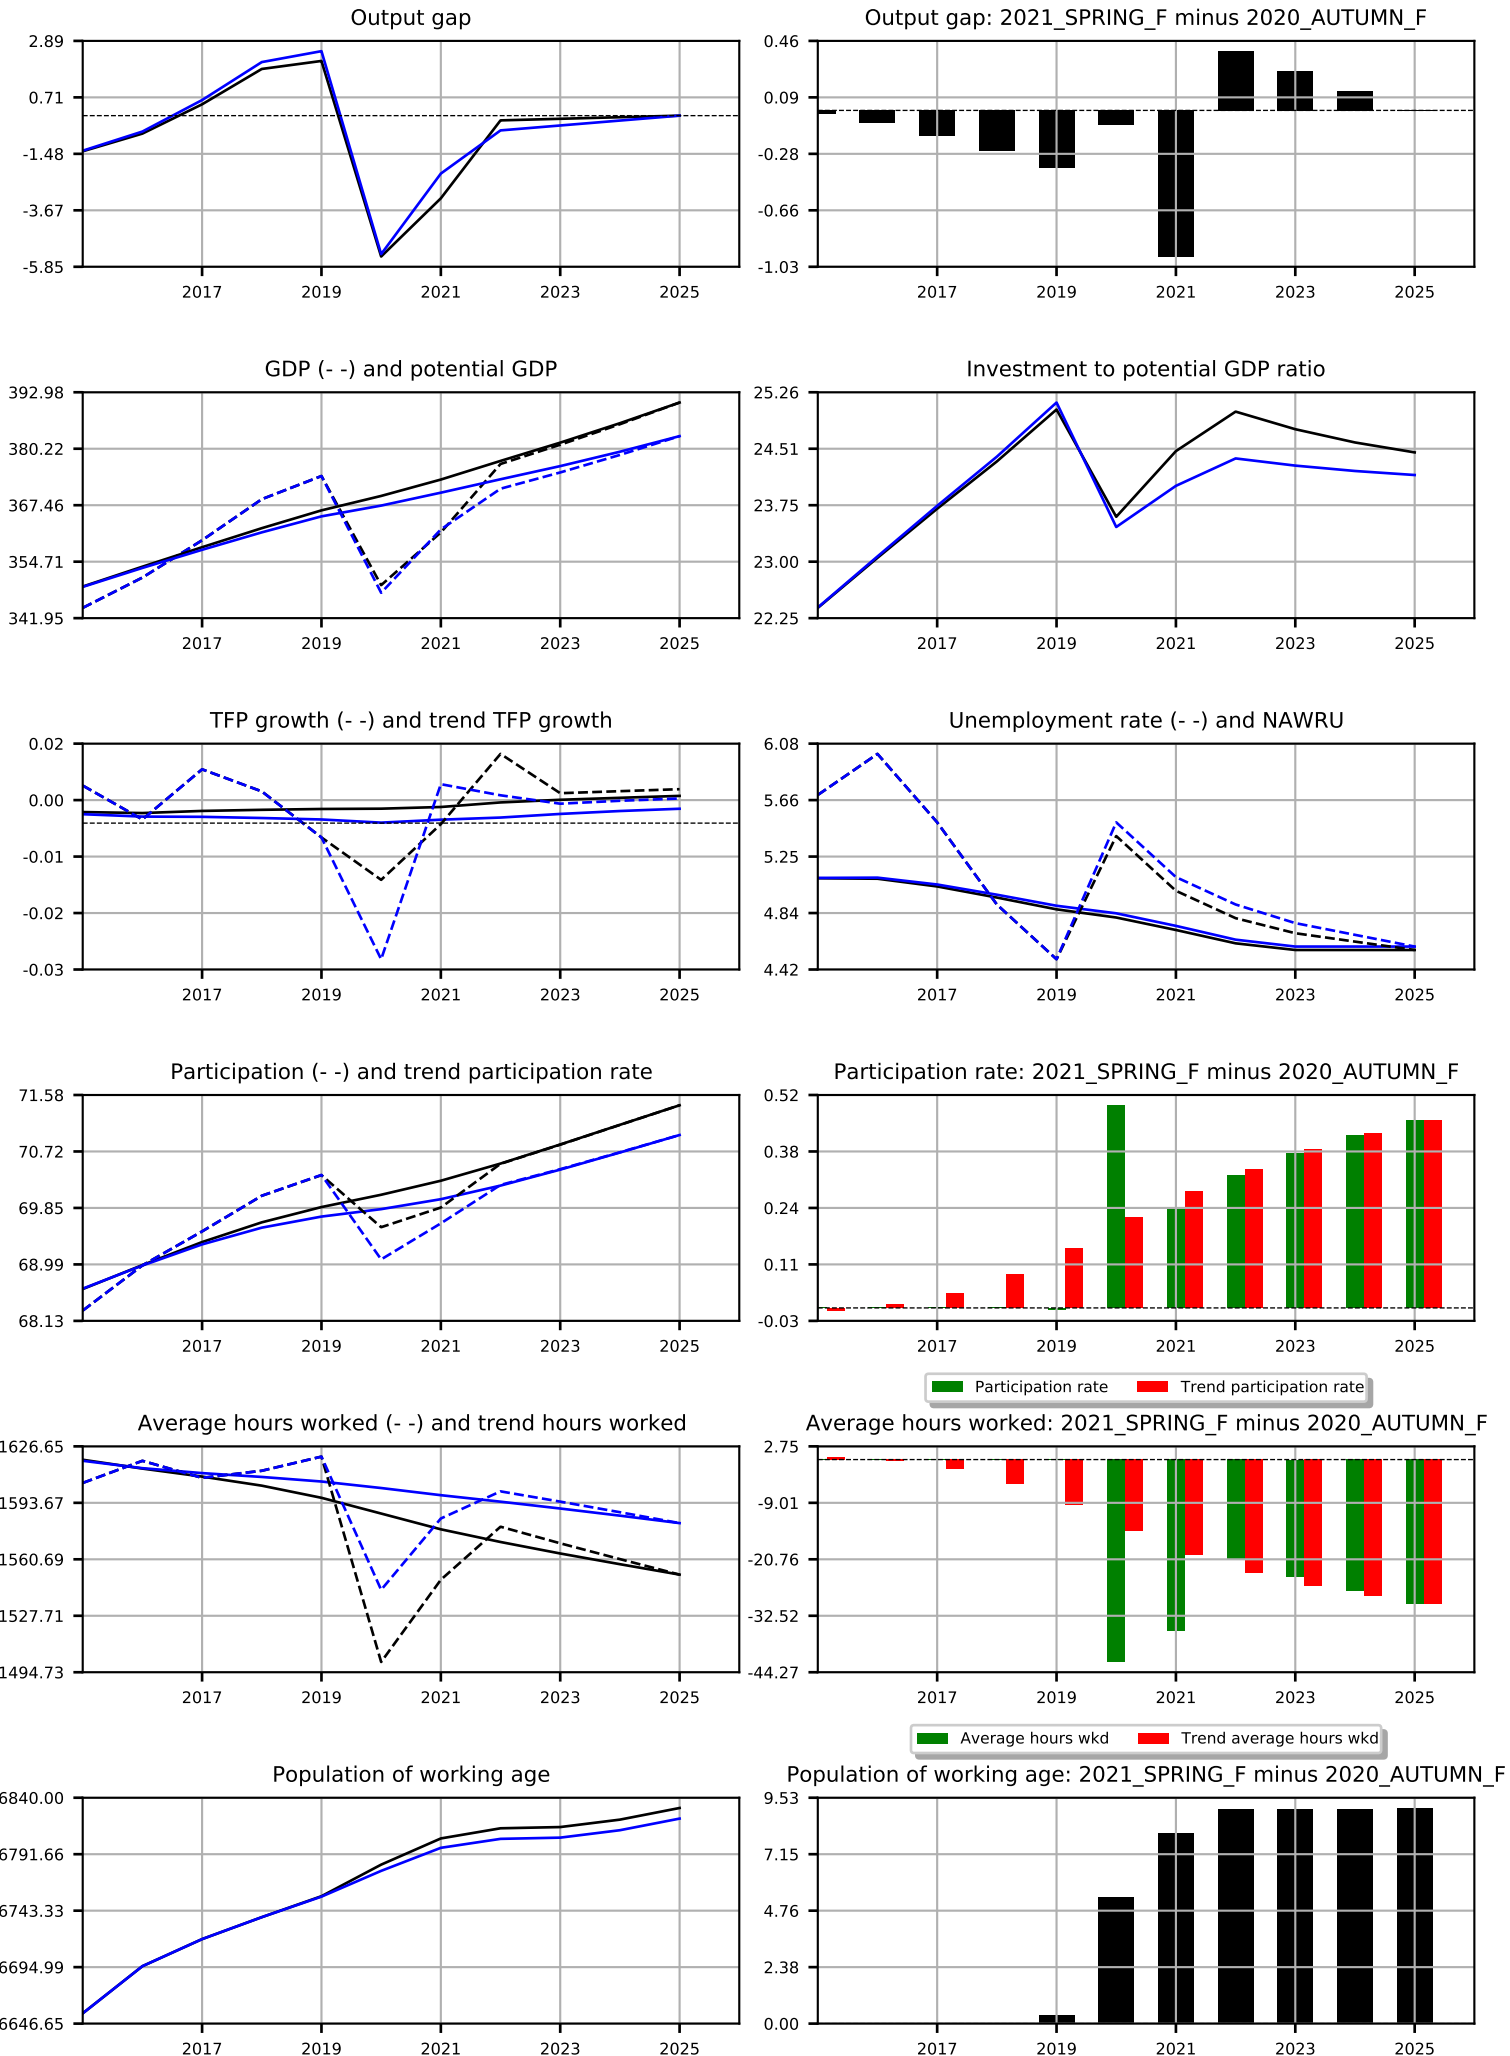 Output gap
2.89
0.71
-1.48
-3.67
-5.85
2017 2019 2021 2023 2025
Output gap: 2021_SPRING_F minus 2020_AUTUMN_F
0.46
0.09
-0.28
-0.66
-1.03
2017 2019 2021 2023 2025
GDP (- -) and potential GDP
392.98
380.22
367.46
354.71
341.95
2017 2019 2021 2023 2025
Investment to potential GDP ratio
25.26
24.51
23.75
23.00
22.25
2017 2019 2021 2023 2025
TFP growth (- -) and trend TFP growth
0.02
0.00
-0.01
-0.02
-0.03
2017 2019 2021 2023 2025
Unemployment rate (- -) and NAWRU
6.08
5.66
5.25
4.84
4.42
2017 2019 2021 2023 2025
Participation (- -) and trend participation rate
71.58
70.72
69.85
68.99
68.13
2017 2019 2021 2023 2025
Participation rate: 2021_SPRING_F minus 2020_AUTUMN_F
0.52
0.38
0.24
0.11
-0.03
2017 2019 2021 2023 2025
Participation rate Trend participation rate
Average hours worked (- -) and trend hours worked
1626.65
1593.67
1560.69
1527.71
1494.73
2017 2019 2021 2023 2025
Average hours worked: 2021_SPRING_F minus 2020_AUTUMN_F
2.75
-9.01
-20.76
-32.52
-44.27
2017 2019 2021 2023 2025
Average hours wkd Trend average hours wkd
Population of working age
6840.00
6791.66
6743.33
6694.99
6646.65
2017 2019 2021 2023 2025
Population of working age: 2021_SPRING_F minus 2020_AUTUMN_F
9.53
7.15
4.76
2.38
0.00
2017 2019 2021 2023 2025